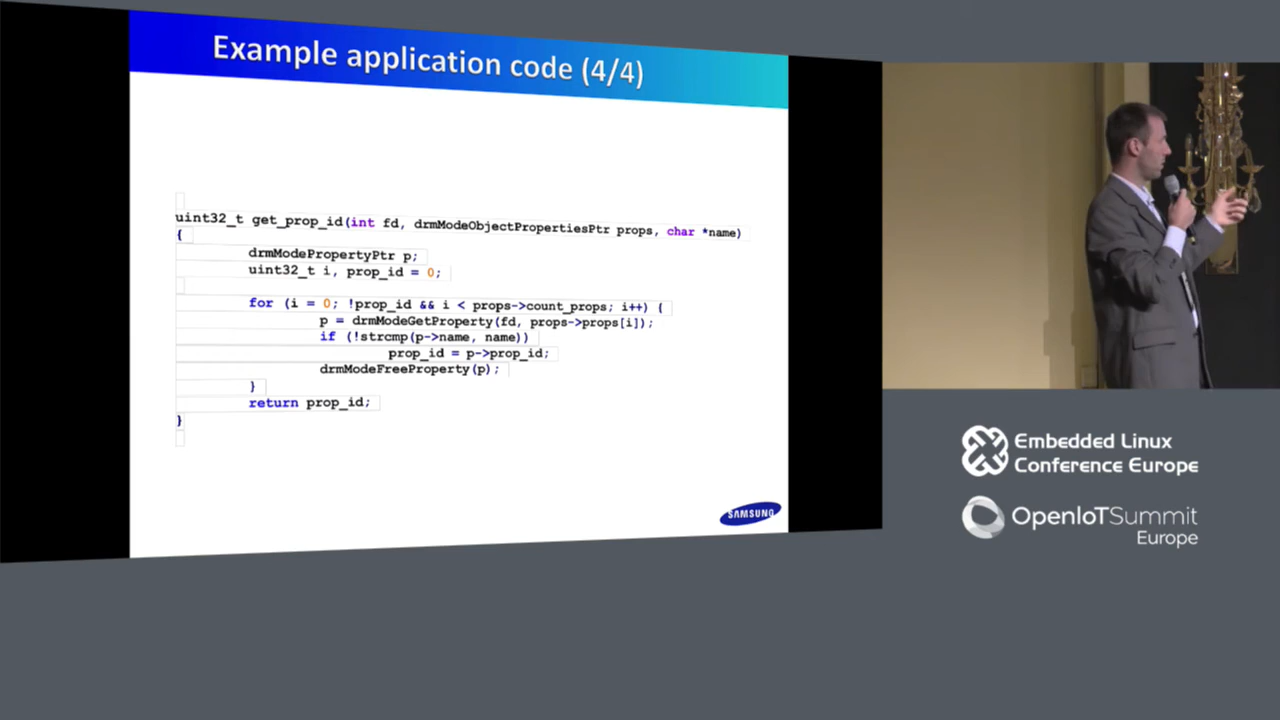 Example application code (4/4)
uint32_t get_prop_id(int fd, drmModeObjectPropertiesPtr props, char *name)
{
drmModePropertyPtr p;
uint32_t i, prop_id = 0;
for (i = 0; !prop_id && i < props->count_props; i++) {
p = drmModeGetProperty(fd, props->props[i]);
if (!strcmp(p->name, name))
prop_id = p->prop_id;
drmModeFreeProperty(p);
}
return prop_id;
}
SAMSUNG
Embedded Linux
Conference Europe
OpenIoTSummit
Europe